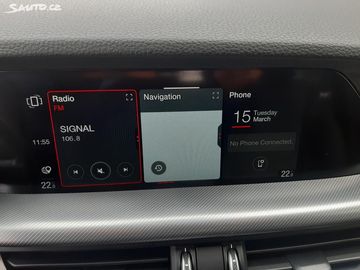 Sauto.cz
Radio
FM
SIGNAL
106.8
Navigation
Phone
15 Tuesday
March
No Phone Connected.
11:55
22.
22.